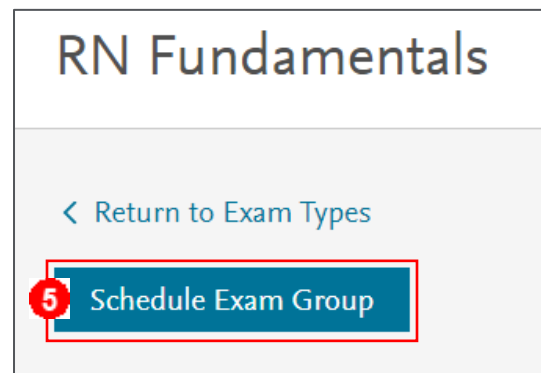 RN Fundamentals
< Return to Exam Types
5 Schedule Exam Group